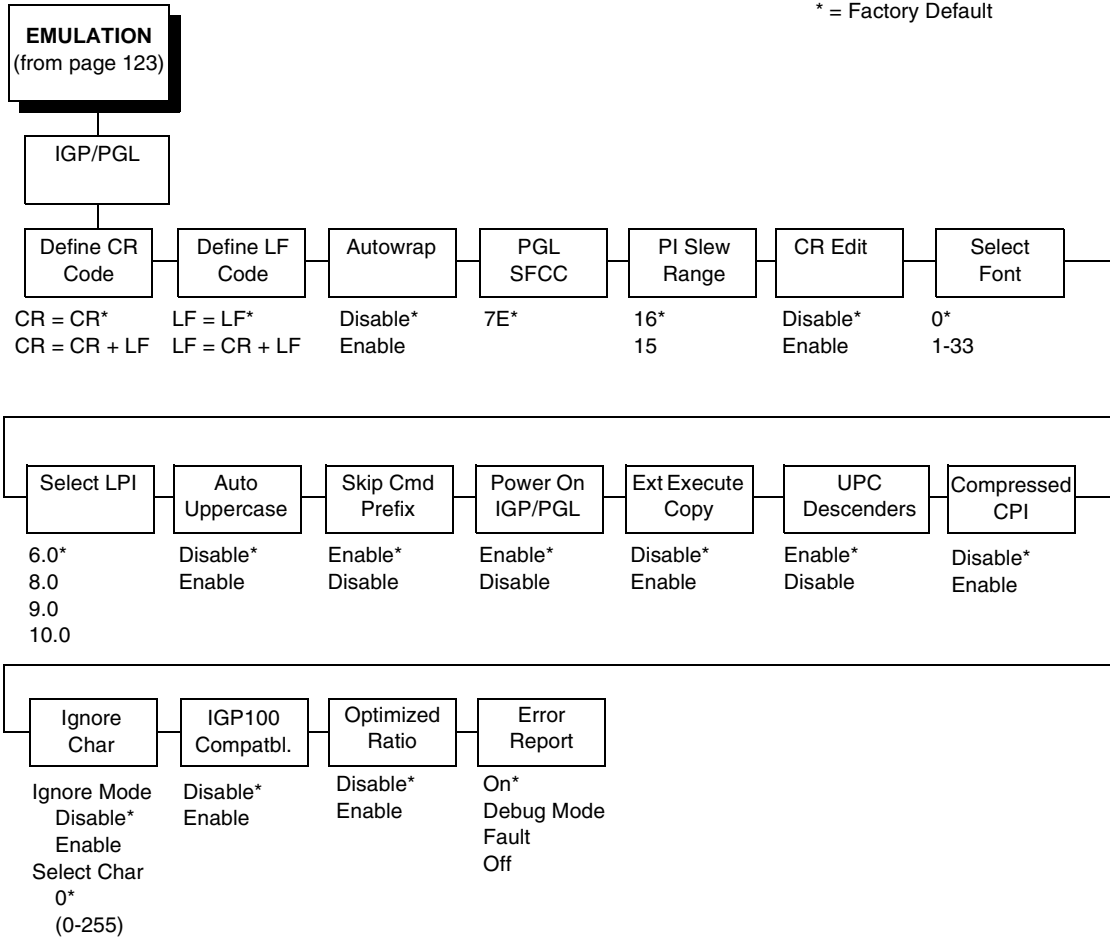 * = Factory Default
EMULATION
(from page 123)
IGP/PGL
Define CR
Code
CR = CR*
CR = CR + LF
Define LF
Code
LF = LF*
LF = CR + LF
Autowrap
Disable*
Enable
PGL
SFCC
7E*
PI Slew
Range
16*
15
CR Edit
Disable*
Enable
Select
Font
0*
1-33
Select LPI
6.0*
8.0
9.0
10.0
Auto
Uppercase
Disable*
Enable
Skip Cmd
Prefix
Enable*
Disable
Power On
IGP/PGL
Enable*
Disable
Ext Execute
Copy
Disable*
Enable
UPC
Descenders
Enable*
Disable
Compressed
CPI
Disable*
Enable
Ignore
Char
Ignore Mode
Disable*
Enable
Select Char
0*
(0-255)
IGP100
Compatbl.
Disable*
Enable
Optimized
Ratio
Disable*
Enable
Error
Report
On*
Debug Mode
Fault
Off